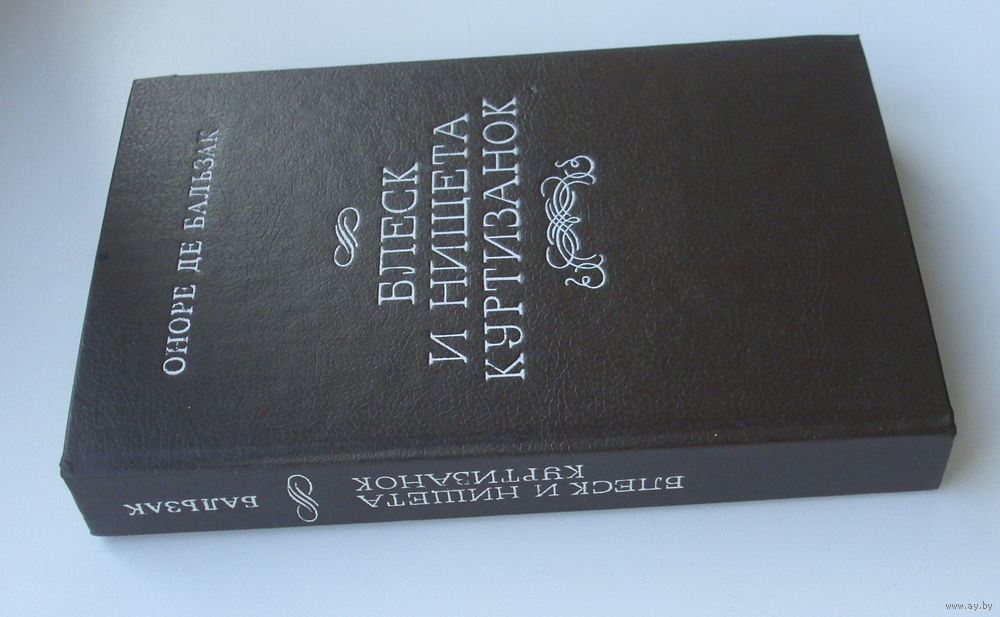 ОНОРЕ ДЕ БАЛЬЗАК
БЛЕСК
И НИЩЕТА
КУРТИЗАНОК
БАЛЬЗАК
БЛЕСК И НИЩЕТА
КУРТИЗАНОК
www.ay.by